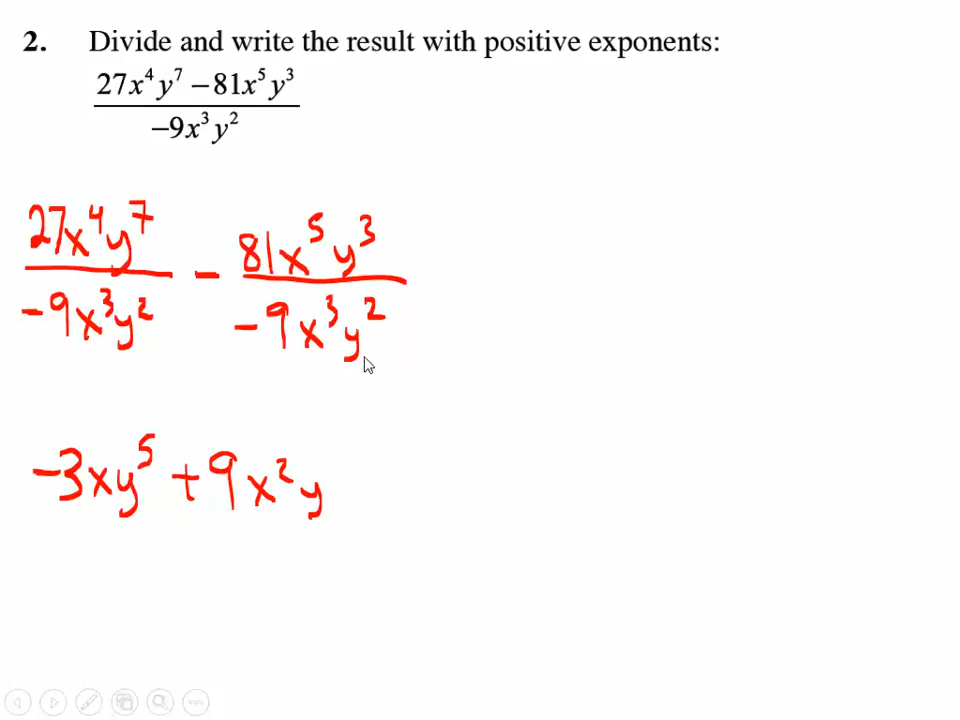 2. Divide and write the result with positive exponents:
27x⁴y⁷ − 81x⁵y³
−9x³y²
27x⁴y⁷ − 81x⁵y³
−9x³y² −9x³y²
−3xy⁵ + 9x²y